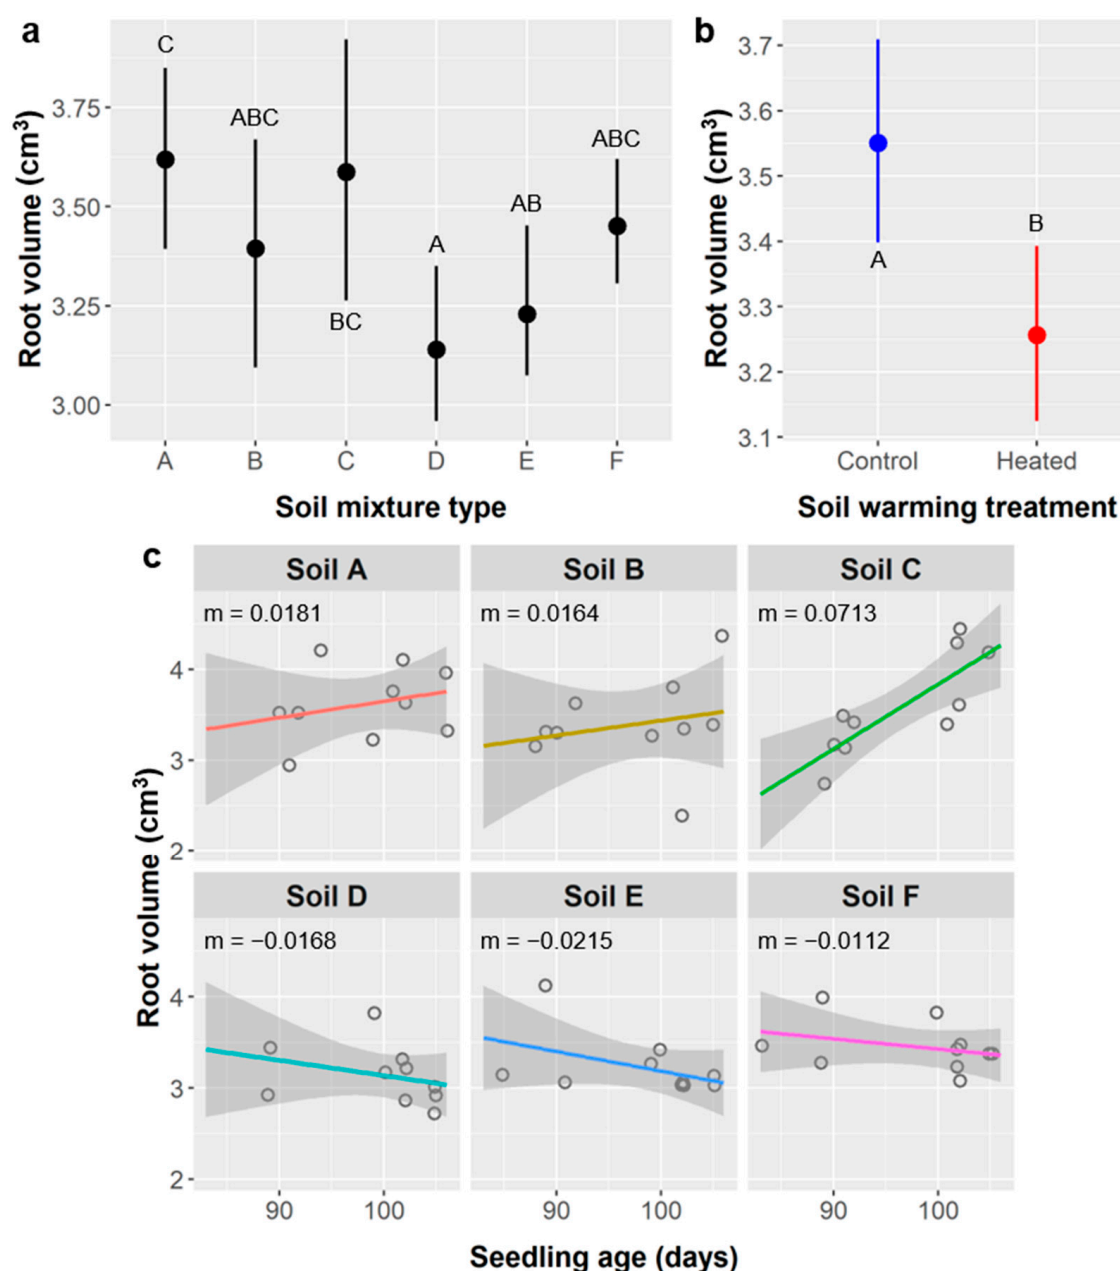 a
Root volume (cm³)
3.75
3.50
3.25
3.00
C
ABC
BC
A
AB
ABC
A B C D E F
Soil mixture type
b
Root volume (cm³)
3.7
3.6
3.5
3.4
3.3
3.2
3.1
A
B
Control Heated
Soil warming treatment
c
Root volume (cm³)
Soil A
m = 0.0181
Soil B
m = 0.0164
Soil C
m = 0.0713
4
3
2
Soil D
m = −0.0168
Soil E
m = −0.0215
Soil F
m = −0.0112
4
3
2
90 100 90 100 90 100
Seedling age (days)